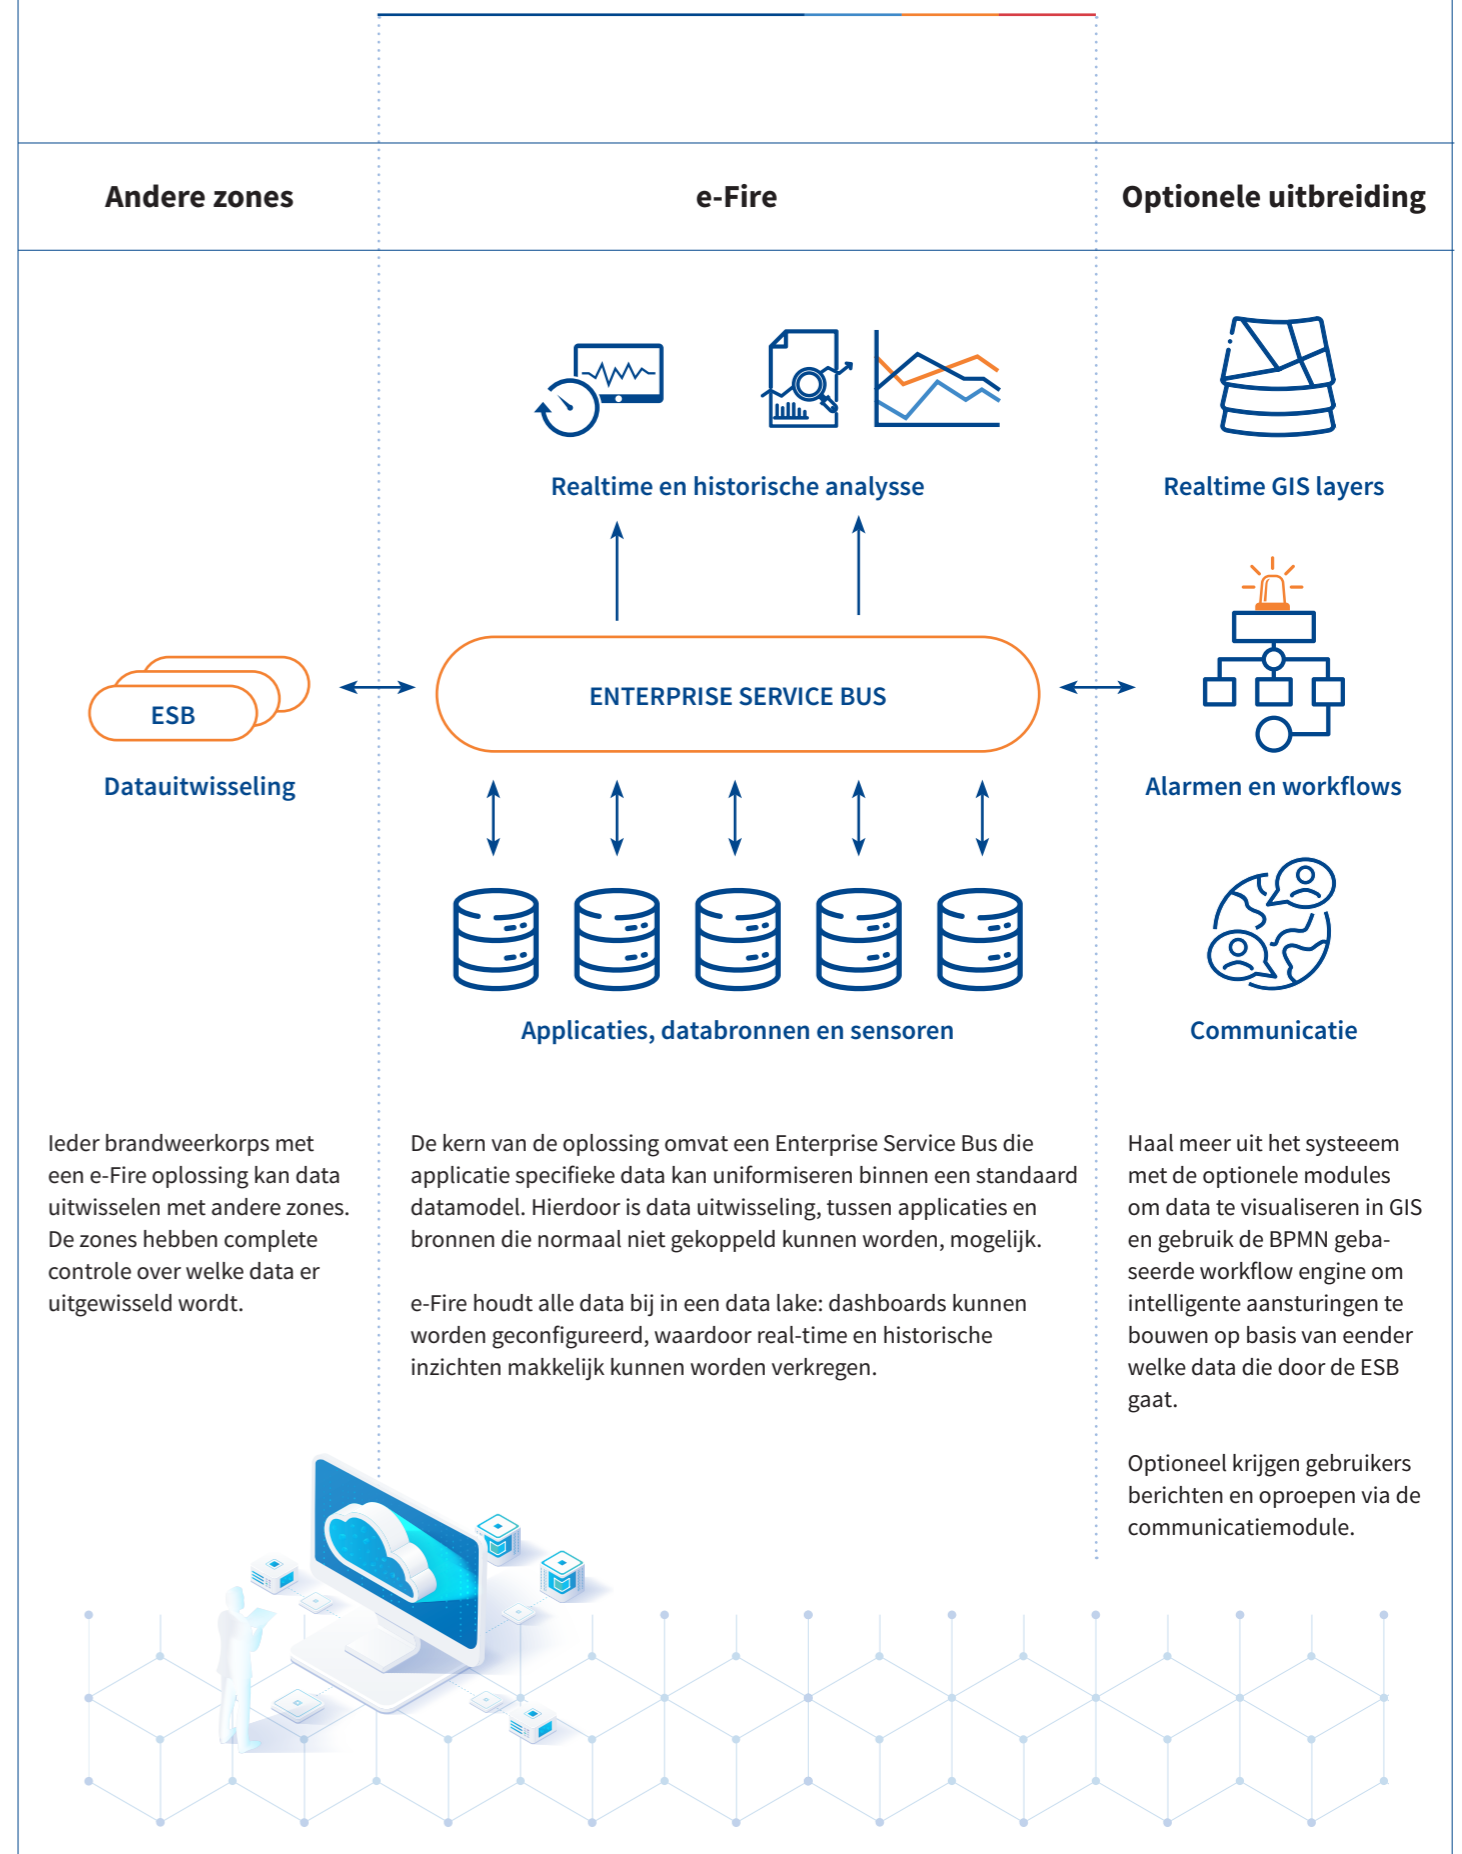 Andere zones
e-Fire
Optionele uitbreiding
Realtime en historische analysse
Realtime GIS layers
ESB
ENTERPRISE SERVICE BUS
Datauitwisseling
Alarmen en workflows
Applicaties, databronnen en sensoren
Communicatie
Ieder brandweerkorps met
een e-Fire oplossing kan data
uitwisselen met andere zones.
De zones hebben complete
controle over welke data er
uitgewisseld wordt.
De kern van de oplossing omvat een Enterprise Service Bus die
applicatie specifieke data kan uniformiseren binnen een standaard
datamodel. Hierdoor is data uitwisseling, tussen applicaties en
bronnen die normaal niet gekoppeld kunnen worden, mogelijk.
e-Fire houdt alle data bij in een data lake: dashboards kunnen
worden geconfigureerd, waardoor real-time en historische
inzichten makkelijk kunnen worden verkregen.
Haal meer uit het systeeem
met de optionele modules
om data te visualiseren in GIS
en gebruik de BPMN geba-
seerde workflow engine om
intelligente aansturingen te
bouwen op basis van eender
welke data die door de ESB
gaat.
Optioneel krijgen gebruikers
berichten en oproepen via de
communicatiemodule.